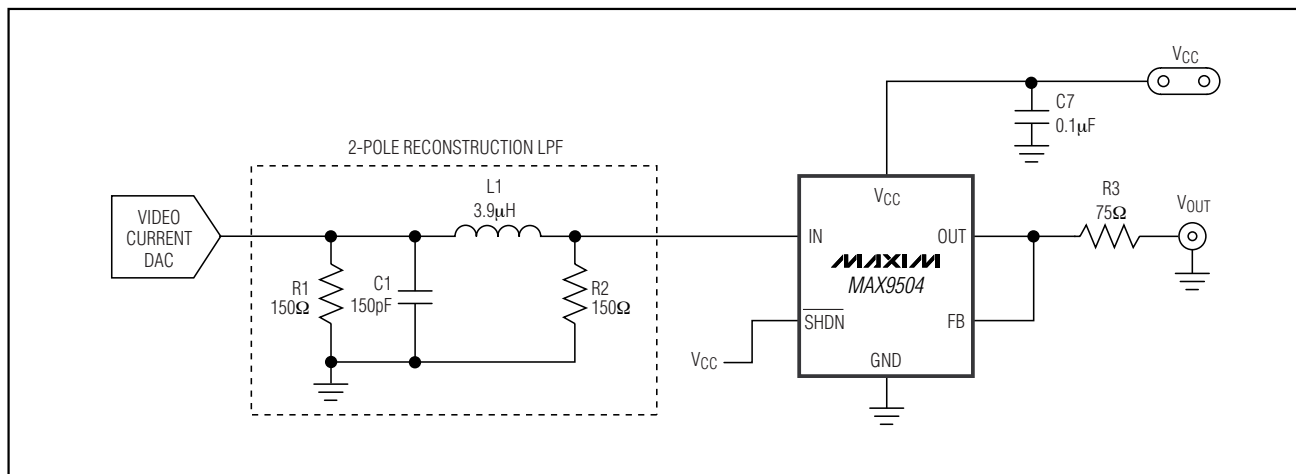 2-POLE RECONSTRUCTION LPF
VIDEO
CURRENT
DAC
R1
150Ω
C1
150pF
L1
3.9μH
R2
150Ω
VCC
C7
0.1μF
VCC
IN
OUT
MAXIM
MAX9504
SHDN
FB
GND
VCC
R3
75Ω
VOUT